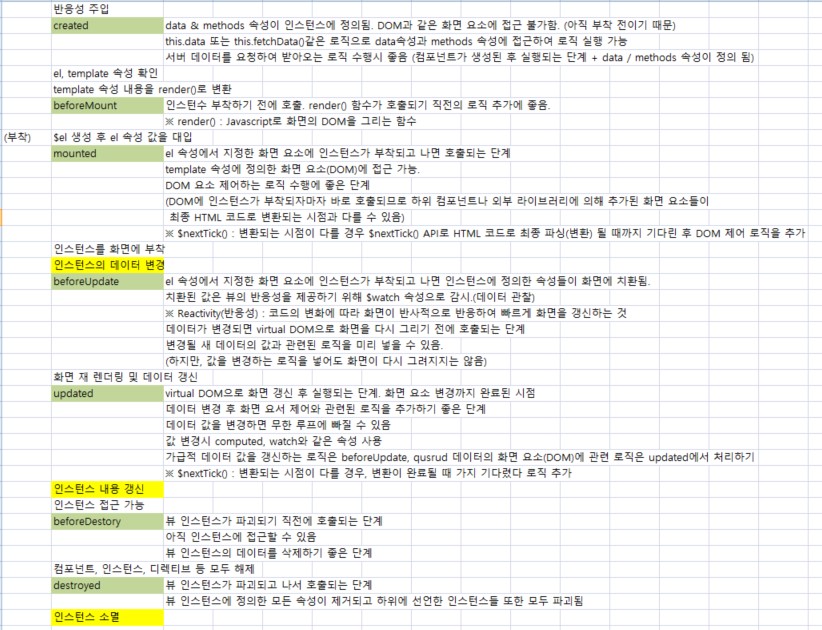 반응성 주입
created data & methods 속성이 인스턴스에 정의됨. DOM과 같은 화면 요소에 접근 불가함. (아직 부착 전이기 때문)
this.data 또는 this.fetchData()같은 로직으로 data속성과 methods 속성에 접근하여 로직 실행 가능
서버 데이터를 요청하여 받아오는 로직 수행시 좋음 (컴포넌트가 생성된 후 실행되는 단계 + data / methods 속성이 정의 됨)
el, template 속성 확인
template 속성 내용을 render()로 변환
beforeMount 인스턴수 부착하기 전에 호출. render() 함수가 호출되기 직전의 로직 추가에 좋음.
※ render() : Javascript로 화면의 DOM을 그리는 함수
(부착) $el 생성 후 el 속성 값을 대입
mounted el 속성에서 지정한 화면 요소에 인스턴스가 부착되고 나면 호출되는 단계
template 속성에 정의한 화면 요소(DOM)에 접근 가능.
DOM 요소 제어하는 로직 수행에 좋은 단계
(DOM에 인스턴스가 부착되자마자 바로 호출되므로 하위 컴포넌트나 외부 라이브러리에 의해 추가된 화면 요소들이
최종 HTML 코드로 변환되는 시점과 다를 수 있음)
※ $nextTick() : 변환되는 시점이 다를 경우 $nextTick() API로 HTML 코드로 최종 파싱(변환) 될 때까지 기다린 후 DOM 제어 로직을 추가
인스턴스를 화면에 부착
인스턴스의 데이터 변경
beforeUpdate el 속성에서 지정한 화면 요소에 인스턴스가 부착되고 나면 인스턴스에 정의한 속성들이 화면에 치환됨.
치환된 값은 뷰의 반응성을 제공하기 위해 $watch 속성으로 감시.(데이터 관찰)
※ Reactivity(반응성) : 코드의 변화에 따라 화면이 반사적으로 반응하여 빠르게 화면을 갱신하는 것
데이터가 변경되면 virtual DOM으로 화면을 다시 그리기 전에 호출되는 단계
변경될 새 데이터의 값과 관련된 로직을 미리 넣을 수 있음.
(하지만, 값을 변경하는 로직을 넣어도 화면이 다시 그려지지는 않음)
화면 재 렌더링 및 데이터 갱신
updated virtual DOM으로 화면 갱신 후 실행되는 단계. 화면 요소 변경까지 완료된 시점
데이터 변경 후 화면 요서 제어와 관련된 로직을 추가하기 좋은 단계
데이터 값을 변경하면 무한 루프에 빠질 수 있음
값 변경시 computed, watch와 같은 속성 사용
가급적 데이터 값을 갱신하는 로직은 beforeUpdate, qusrud 데이터의 화면 요소(DOM)에 관련 로직은 updated에서 처리하기
※ $nextTick() : 변환되는 시점이 다를 경우, 변환이 완료될 때 가지 기다렸다 로직 추가
인스턴스 내용 갱신
인스턴스 접근 가능
beforeDestory 뷰 인스턴스가 파괴되기 직전에 호출되는 단계
아직 인스턴스에 접근할 수 있음
뷰 인스턴스의 데이터를 삭제하기 좋은 단계
컴포넌트, 인스턴스, 디렉티브 등 모두 해제
destroyed 뷰 인스턴스가 파괴되고 나서 호출되는 단계
뷰 인스턴스에 정의한 모든 속성이 제거되고 하위에 선언한 인스턴스들 또한 모두 파괴됨
인스턴스 소멸